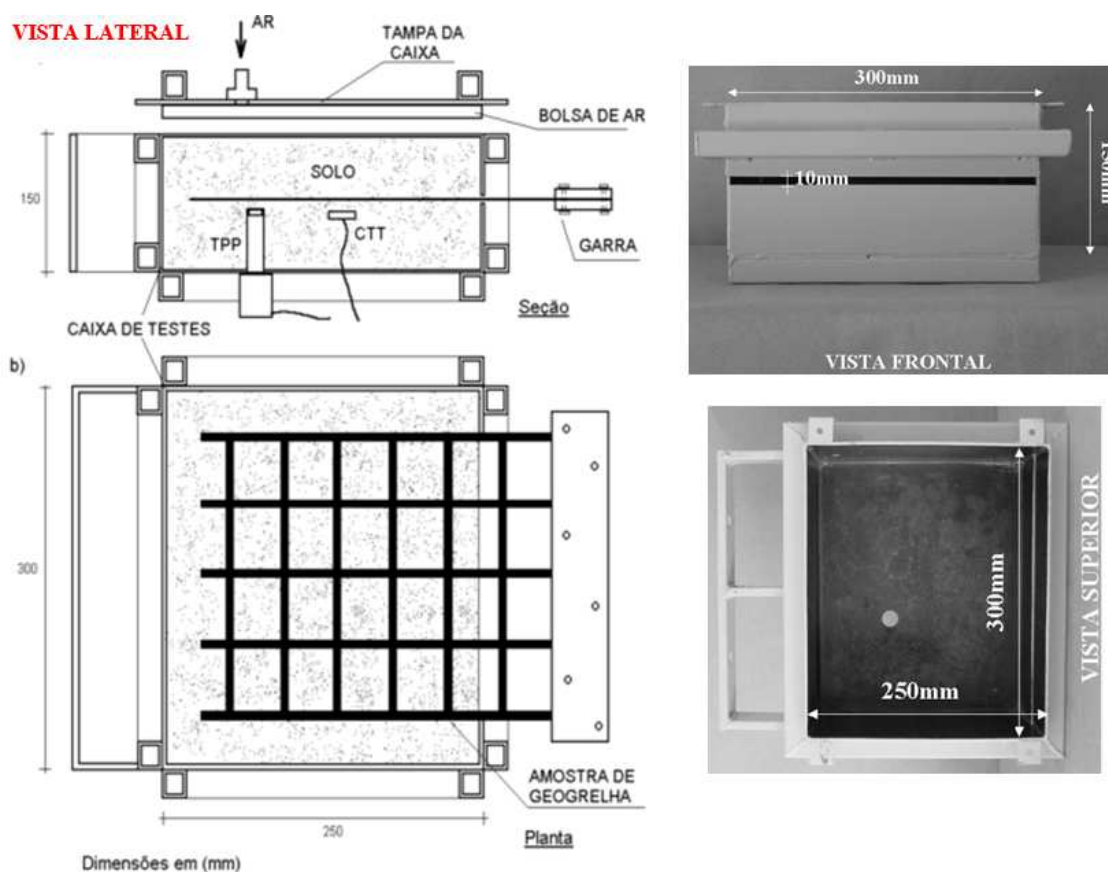 VISTA LATERAL
AR
TAMPA DA
CAIXA
BOLSA DE AR
SOLO
150
TPP
CTT
GARRA
Seção
CAIXA DE TESTES
b)
300
AMOSTRA DE
GEOGRELHA
250
Planta
Dimensões em (mm)
300mm
10mm
150mm
VISTA FRONTAL
300mm
250mm
VISTA SUPERIOR